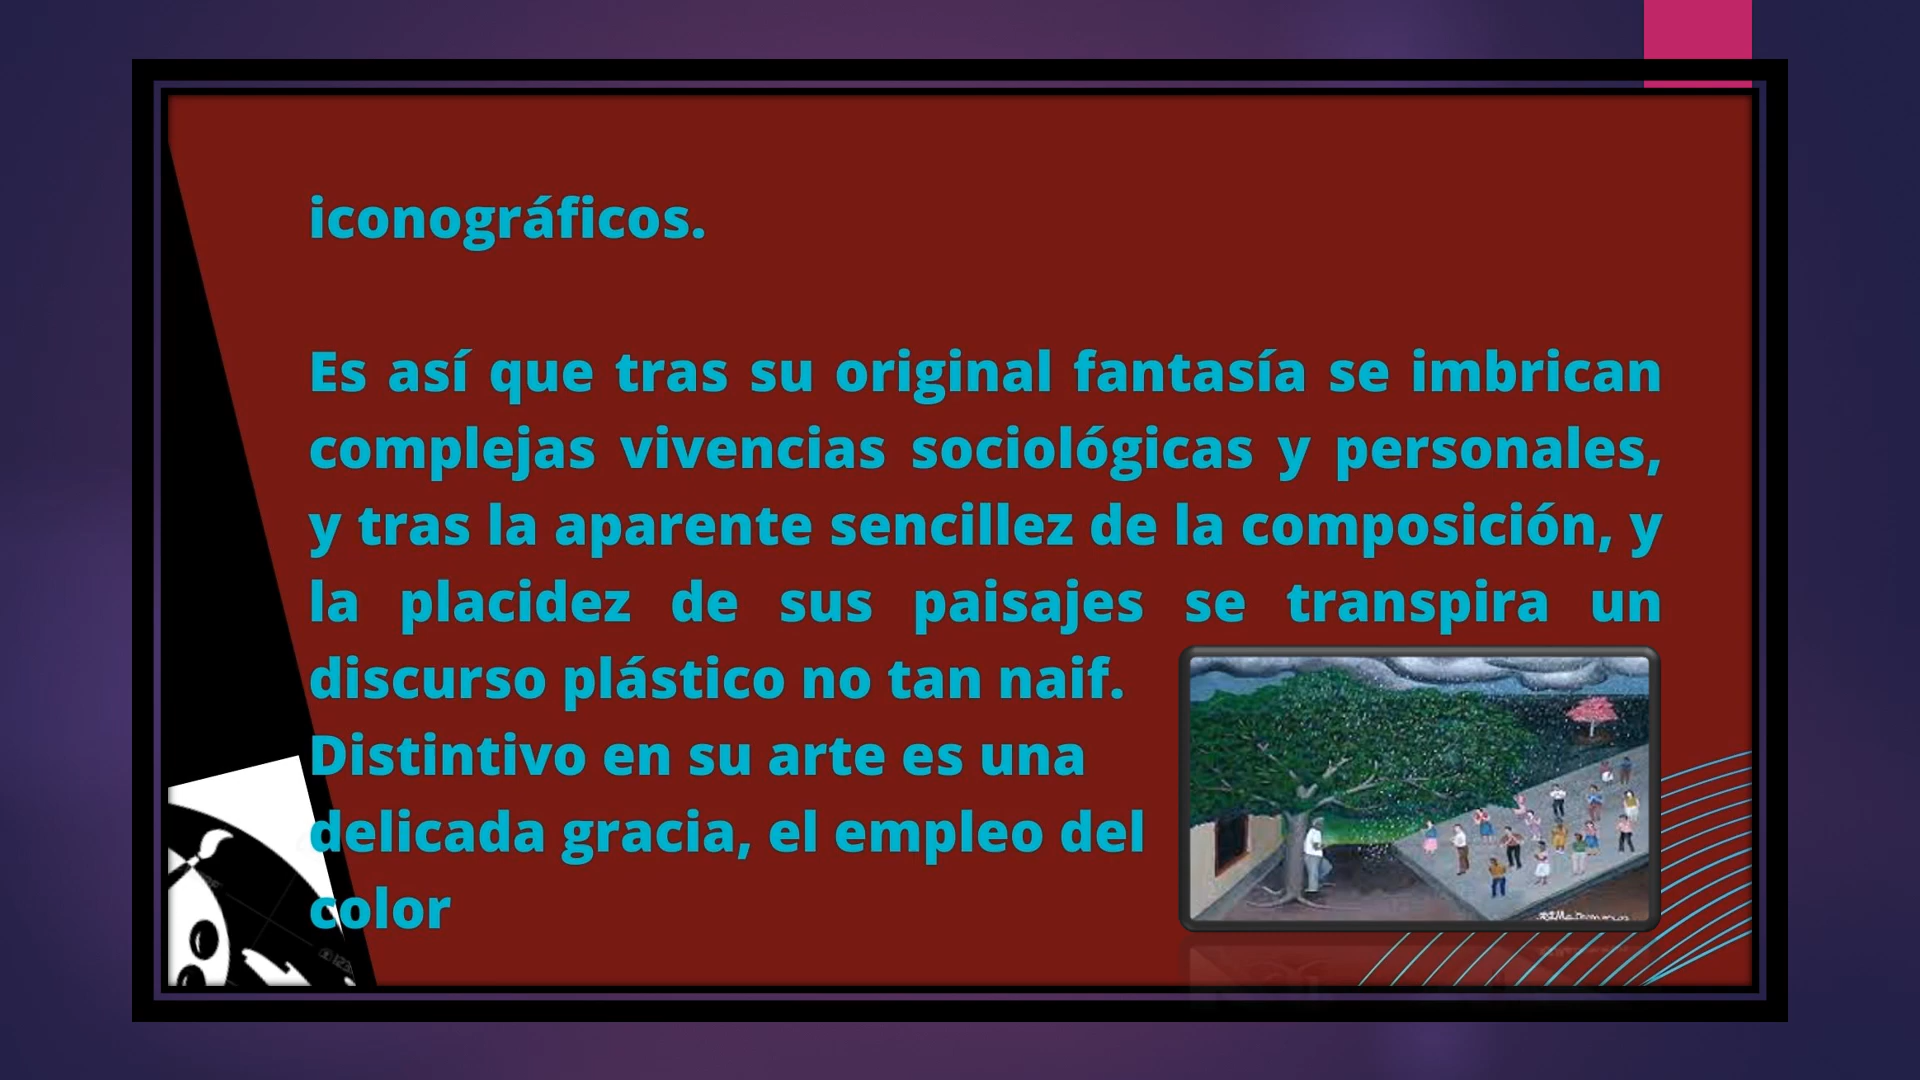 iconográficos.
Es así que tras su original fantasía se imbrican
complejas vivencias sociológicas y personales,
y tras la aparente sencillez de la composición, y
la placidez de sus paisajes se transpira un
discurso plástico no tan naif.
Distintivo en su arte es una
delicada gracia, el empleo del
color